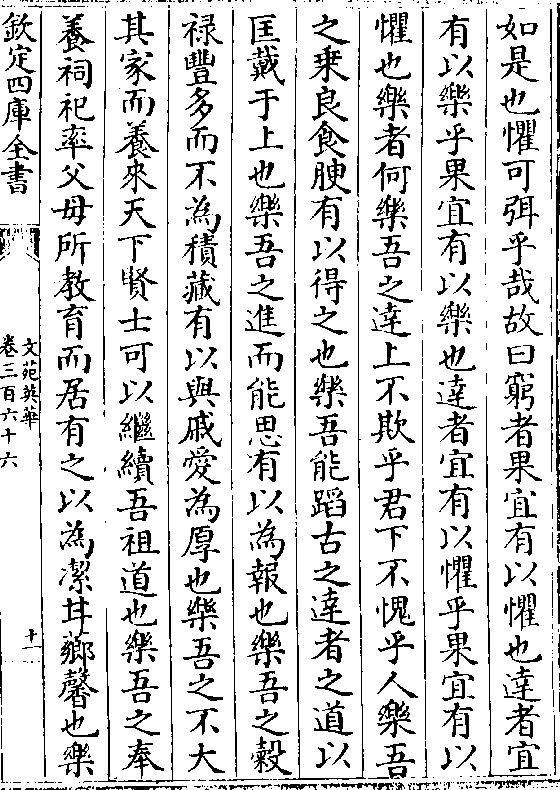 如是也懼可弭乎哉故曰窮者果宜有以懼也達者宜
有以樂乎果宜有以樂也達者宜有以懼乎果宜有以
懼也樂者何樂吾之達上不欺乎君下不愧乎人樂吾
之乗良食腴有以得之也樂吾能蹈古之達者之道以
匡戴于上也樂吾之進而能思有以為報也樂吾之榖
禄豐多而不為積藏有以與戚愛為厚也樂吾之不大
其家而養來天下賢士可以繼續吾祖道也樂吾之奉
養祠祀率父母所教育而居有之以為潔甘薌馨也樂
欽定四庫全書
文苑英華
卷三百六十六
十一